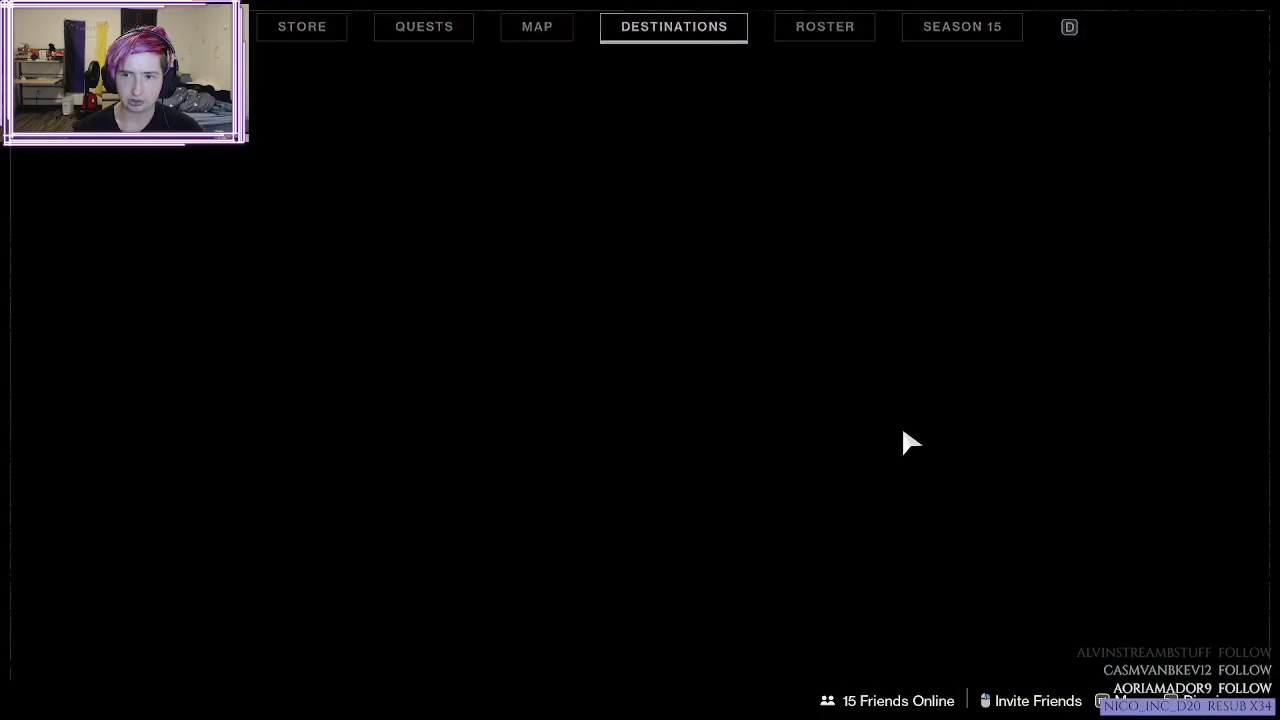 STORE
QUESTS
MAP
DESTINATIONS
ROSTER
SEASON 15
D
ALVINSTREAMBSTUFF FOLLOW
CASMVANBKEV12 FOLLOW
AORIAMADOR9 FOLLOW
15 Friends Online
Invite Friends
NICO_INC_D20 RESUB X34